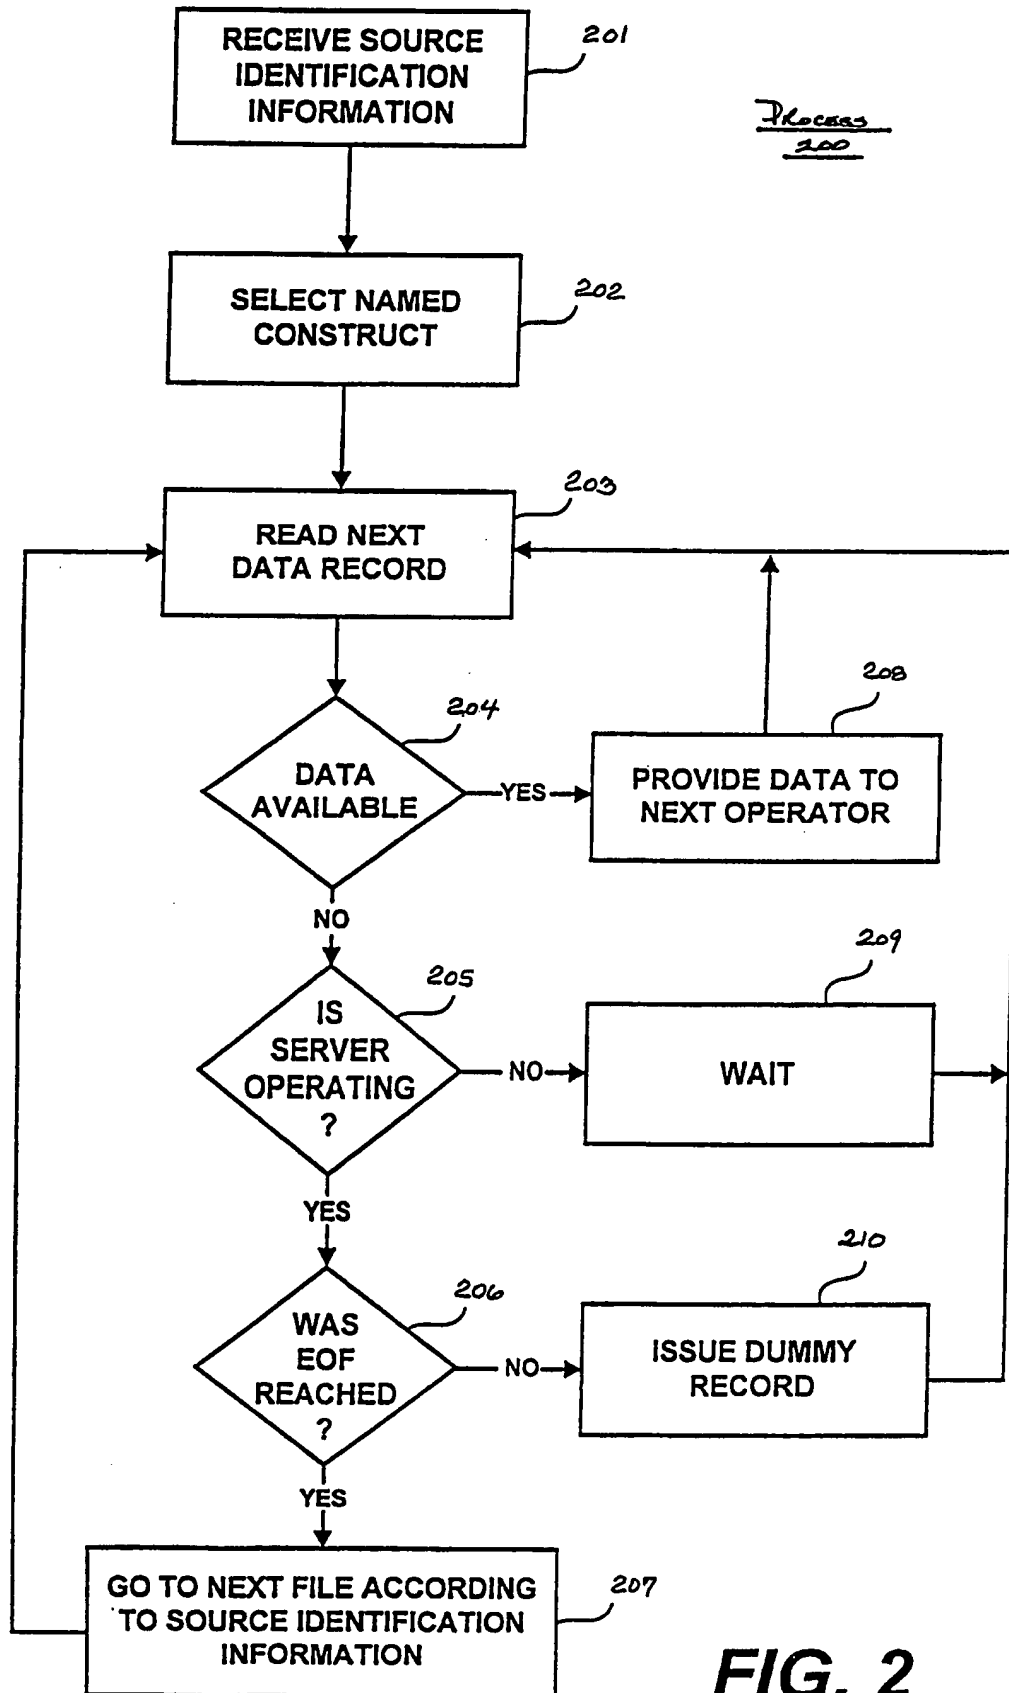 RECEIVE SOURCE
IDENTIFICATION
INFORMATION
201
Process
200
SELECT NAMED
CONSTRUCT
202
READ NEXT
DATA RECORD
203
DATA
AVAILABLE
204
YES
PROVIDE DATA TO
NEXT OPERATOR
208
NO
IS
SERVER
OPERATING
?
205
NO
WAIT
209
YES
WAS
EOF
REACHED
?
206
NO
ISSUE DUMMY
RECORD
210
YES
GO TO NEXT FILE ACCORDING
TO SOURCE IDENTIFICATION
INFORMATION
207
FIG. 2